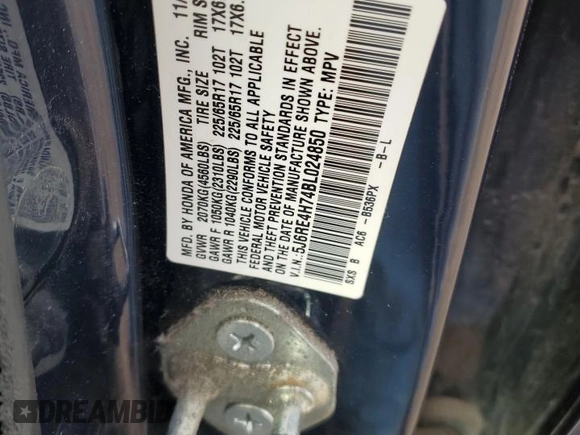 MFD. BY HONDA OF AMERICA MFG., INC. 11/
GVWR 2070KG(4560LBS) TIRE SIZE RIM S
GAWR F 1050KG(2310LBS) 225/65R17 102T 17X6
GAWR R 1040KG(2290LBS) 225/65R17 102T 17X6.
THIS VEHICLE CONFORMS TO ALL APPLICABLE
FEDERAL MOTOR VEHICLE SAFETY
AND THEFT PREVENTION STANDARDS IN EFFECT
ON THE DATE OF MANUFACTURE SHOWN ABOVE.
V.I.N.:5J6RE4H74BL024850 TYPE: MPV
SXS B AC6 -B536PX -B-L
DREAMBID